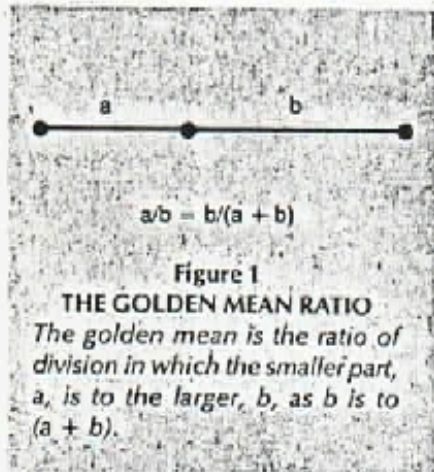 a b
a/b = b/(a + b)
Figure 1
THE GOLDEN MEAN RATIO
The golden mean is the ratio of
division in which the smaller part,
a, is to the larger, b, as b is to
(a + b).